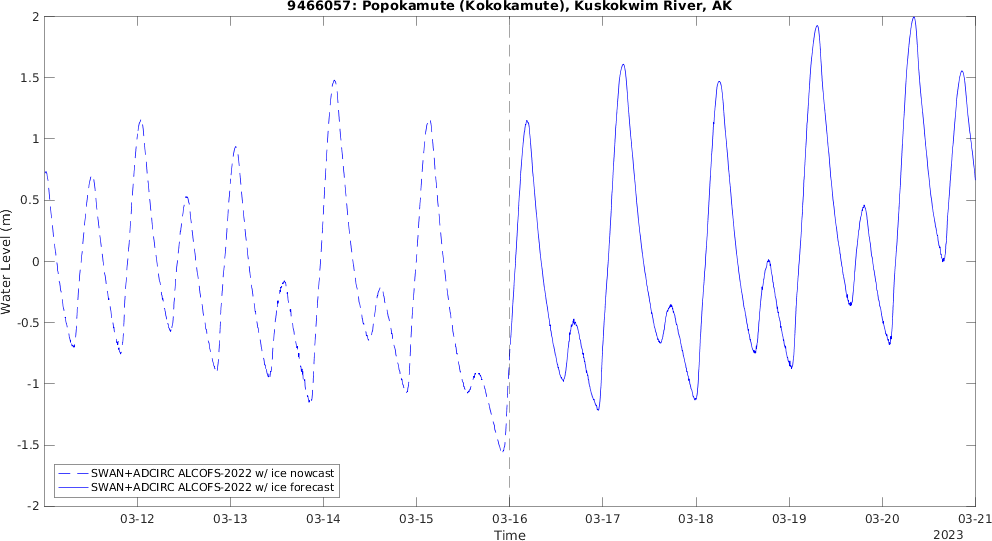 9466057: Popokamute (Kokokamute), Kuskokwim River, AK
2
1.5
1
0.5
0
-0.5
-1
-1.5
-2
Water Level (m)
SWAN+ADCIRC ALCOFS-2022 w/ ice nowcast
SWAN+ADCIRC ALCOFS-2022 w/ ice forecast
03-12 03-13 03-14 03-15 03-16 03-17 03-18 03-19 03-20 03-21
Time
2023